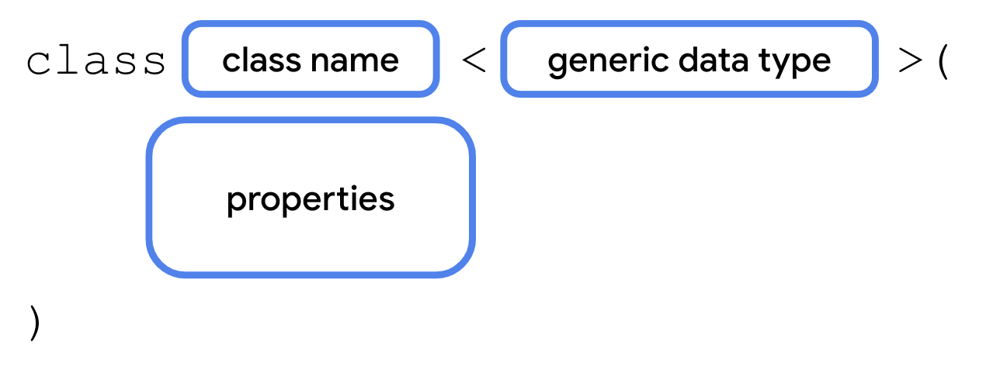 class class name < generic data type >(
properties
)